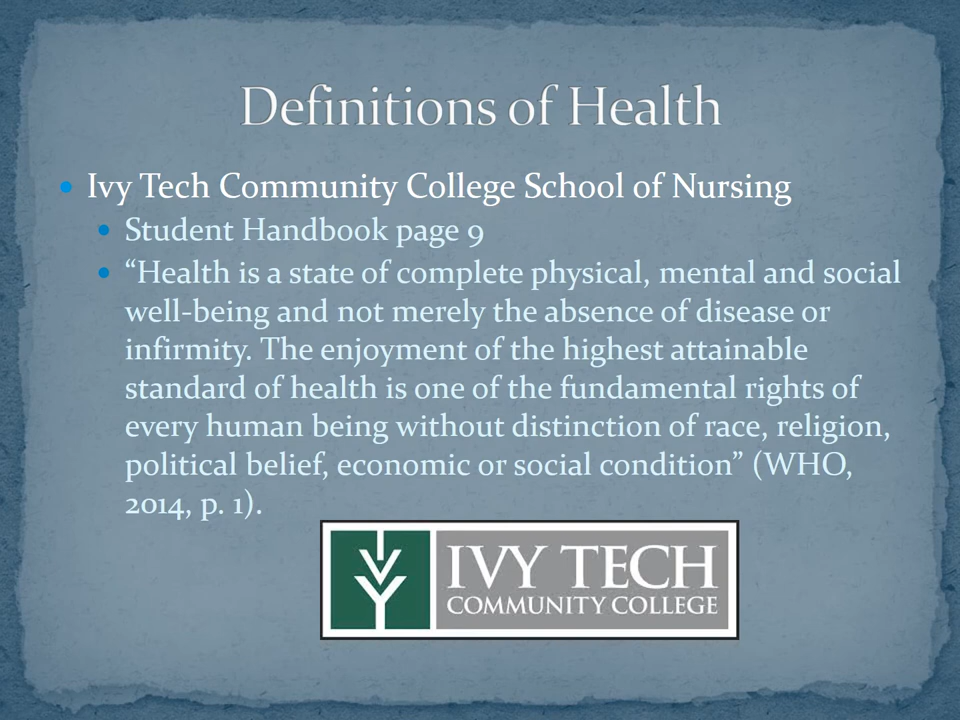 Definitions of Health
Ivy Tech Community College School of Nursing
Student Handbook page 9
“Health is a state of complete physical, mental and social
well-being and not merely the absence of disease or
infirmity. The enjoyment of the highest attainable
standard of health is one of the fundamental rights of
every human being without distinction of race, religion,
political belief, economic or social condition” (WHO,
2014, p. 1).
IVY TECH
COMMUNITY COLLEGE